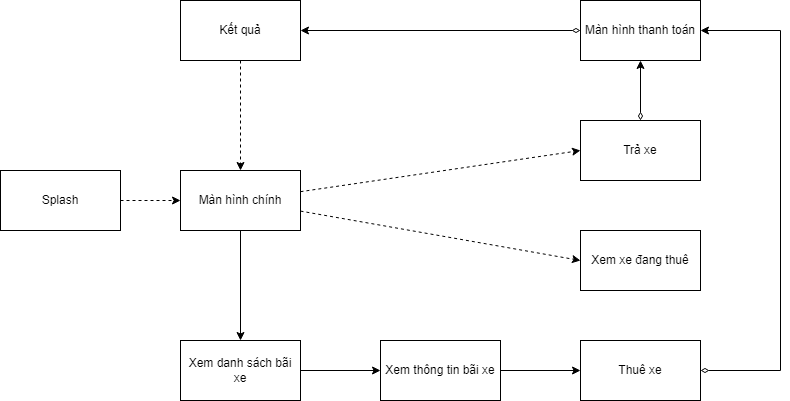 Kết quả
Màn hình thanh toán
Trả xe
Splash
Màn hình chính
Xem xe đang thuê
Xem danh sách bãi
xe
Xem thông tin bãi xe
Thuê xe